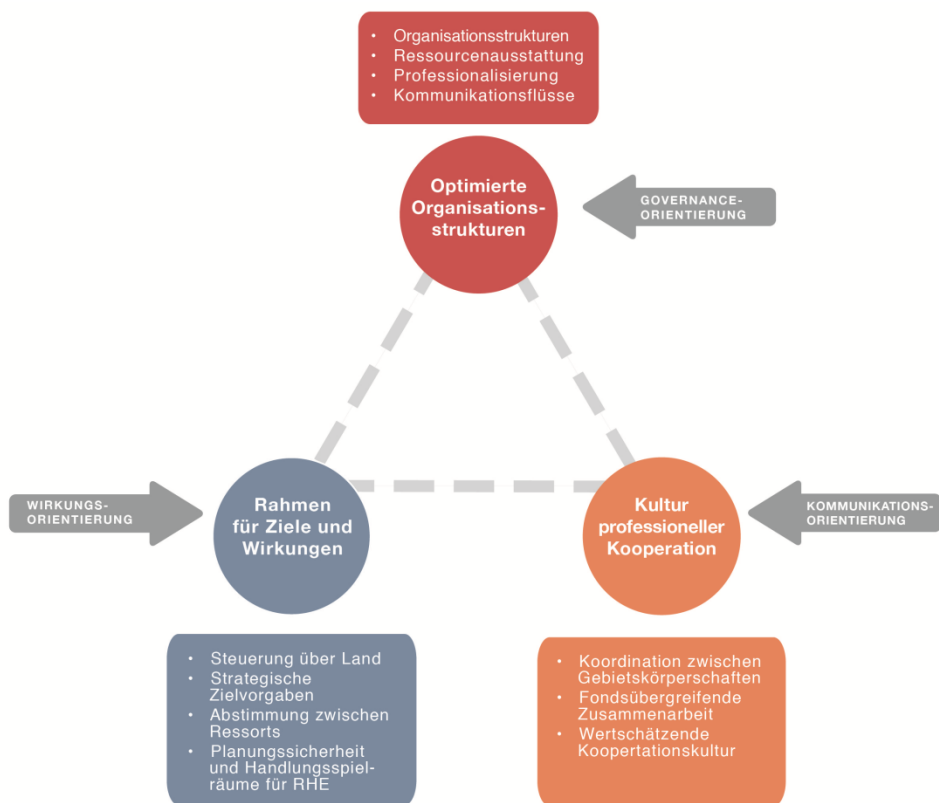 • Organisationsstrukturen
• Ressourcenausstattung
• Professionalisierung
• Kommunikationsflüsse
Optimierte
Organisations-
strukturen
GOVERNANCE-
ORIENTIERUNG
WIRKUNGS-
ORIENTIERUNG
Rahmen
für Ziele und
Wirkungen
Kultur
professioneller
Kooperation
KOMMUNIKATIONS-
ORIENTIERUNG
• Steuerung über Land
• Strategische
Zielvorgaben
• Abstimmung zwischen
Ressorts
• Planungssicherheit
und Handlungsspiel-
räume für RHE
• Koordination zwischen
Gebietskörperschaften
• Fondsübergreifende
Zusammenarbeit
• Wertschätzende
Koopertationskultur